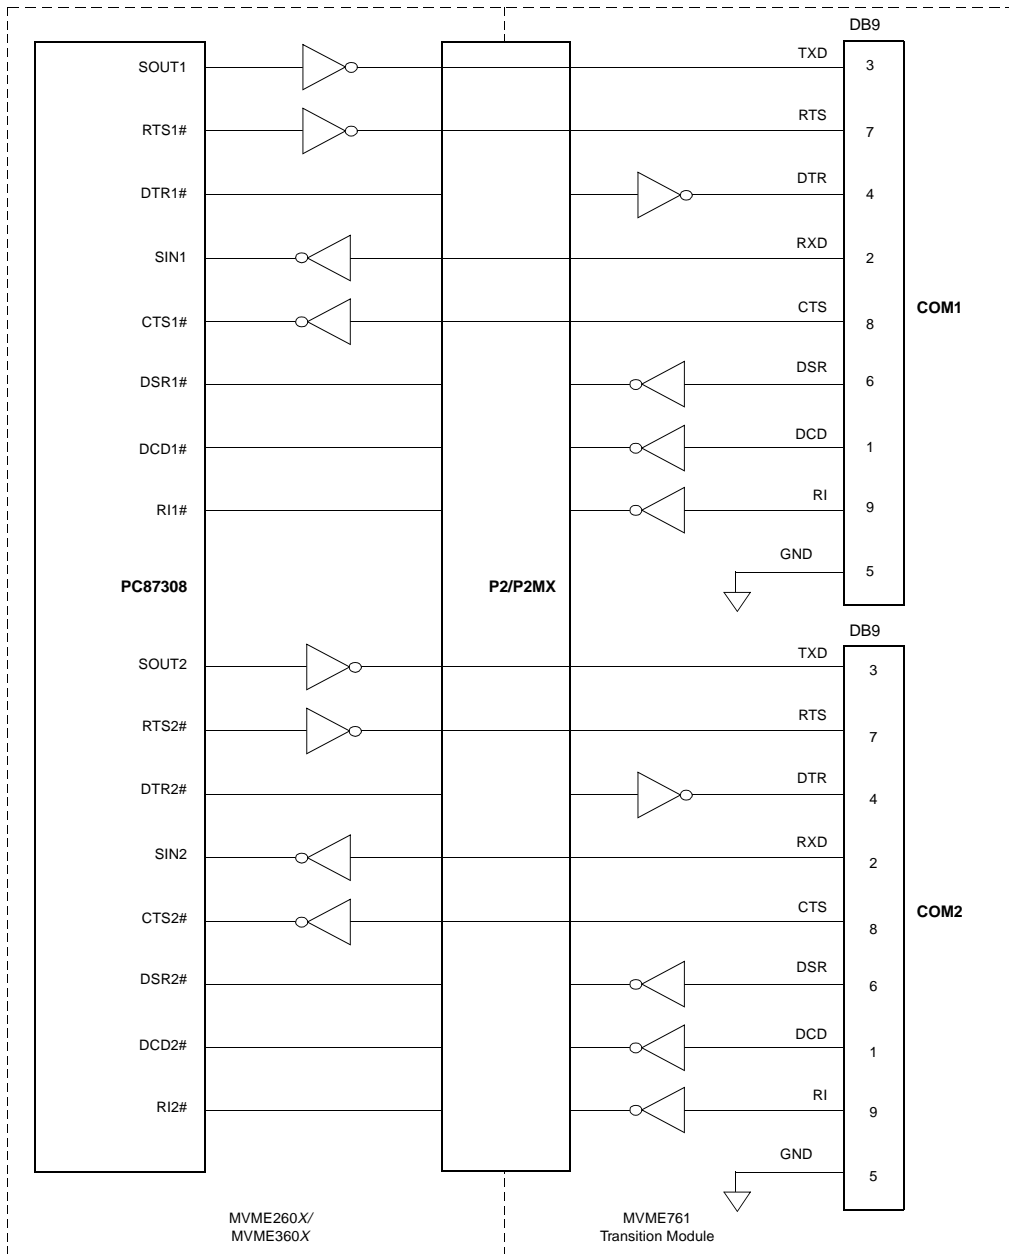 DB9
SOUT1 TXD 3
RTS1# RTS 7
DTR1# DTR 4
SIN1 RXD 2
CTS1# CTS 8
COM1
DSR1# DSR 6
DCD1# DCD 1
RI1# RI 9
GND 5
PC87308 P2/P2MX
DB9
SOUT2 TXD 3
RTS2# RTS 7
DTR2# DTR 4
SIN2 RXD 2
CTS2# CTS 8
COM2
DSR2# DSR 6
DCD2# DCD 1
RI2# RI 9
GND 5
MVME260X/
MVME360X
MVME761
Transition Module